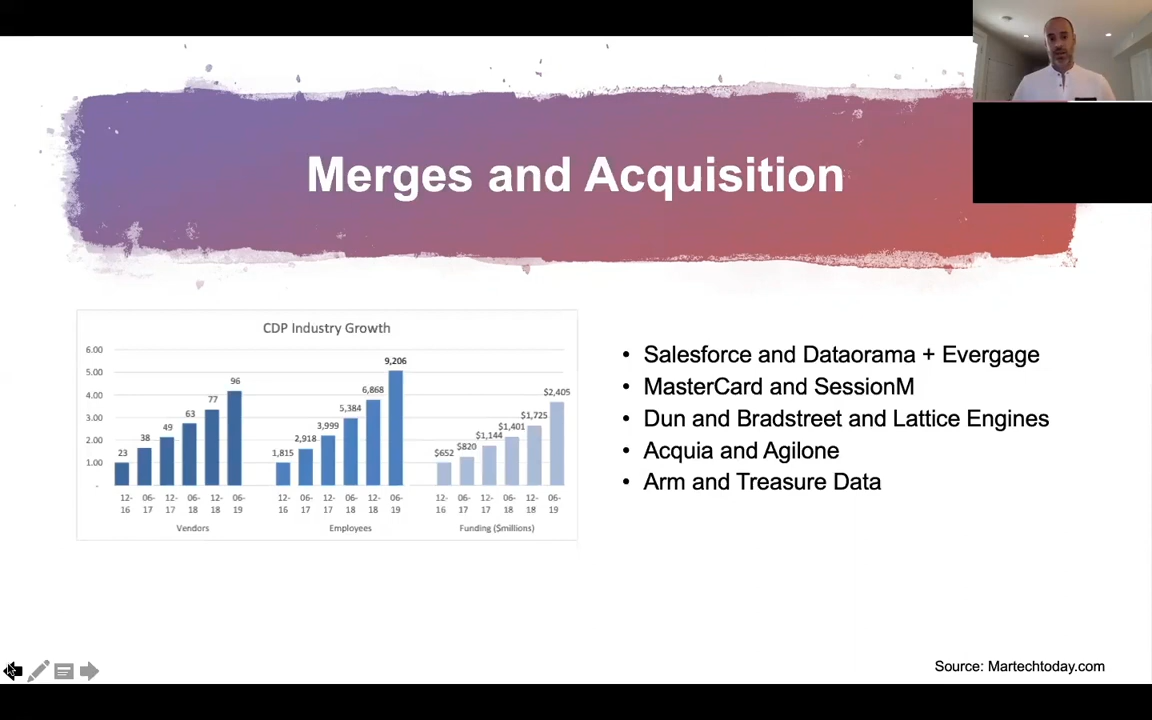 Merges and Acquisition
CDP Industry Growth
6.00
5.00
4.00
3.00
2.00
1.00
-
23
38
49
63
77
96
1,815
2,918
3,999
5,384
6,868
9,206
$652
$820
$1,144
$1,401
$1,725
$2,405
12-16 06-17 12-17 06-18 12-18 06-19
12-16 06-17 12-17 06-18 12-18 06-19
12-16 06-17 12-17 06-18 12-18 06-19
Vendors
Employees
Funding ($millions)
• Salesforce and Dataorama + Evergage
• MasterCard and SessionM
• Dun and Bradstreet and Lattice Engines
• Acquia and Agilone
• Arm and Treasure Data
Source: Martechtoday.com